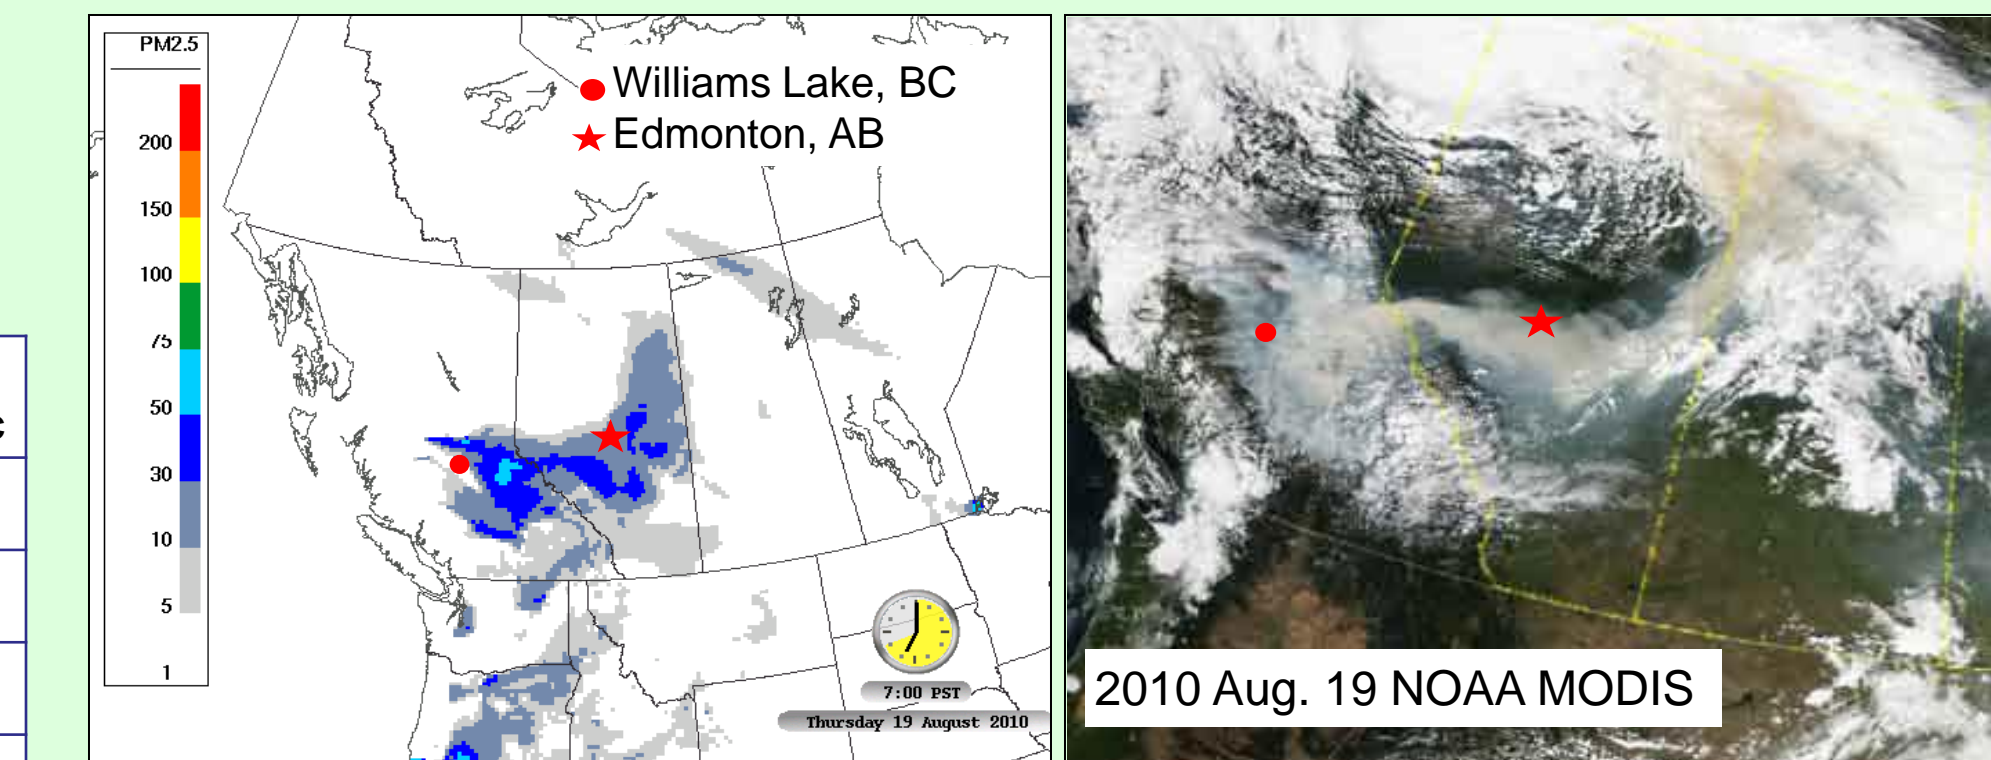 PM2.5
200
150
100
75
50
30
10
5
1
Williams Lake, BC
Edmonton, AB
7:00 PST
Thursday 19 August 2010
2010 Aug. 19 NOAA MODIS